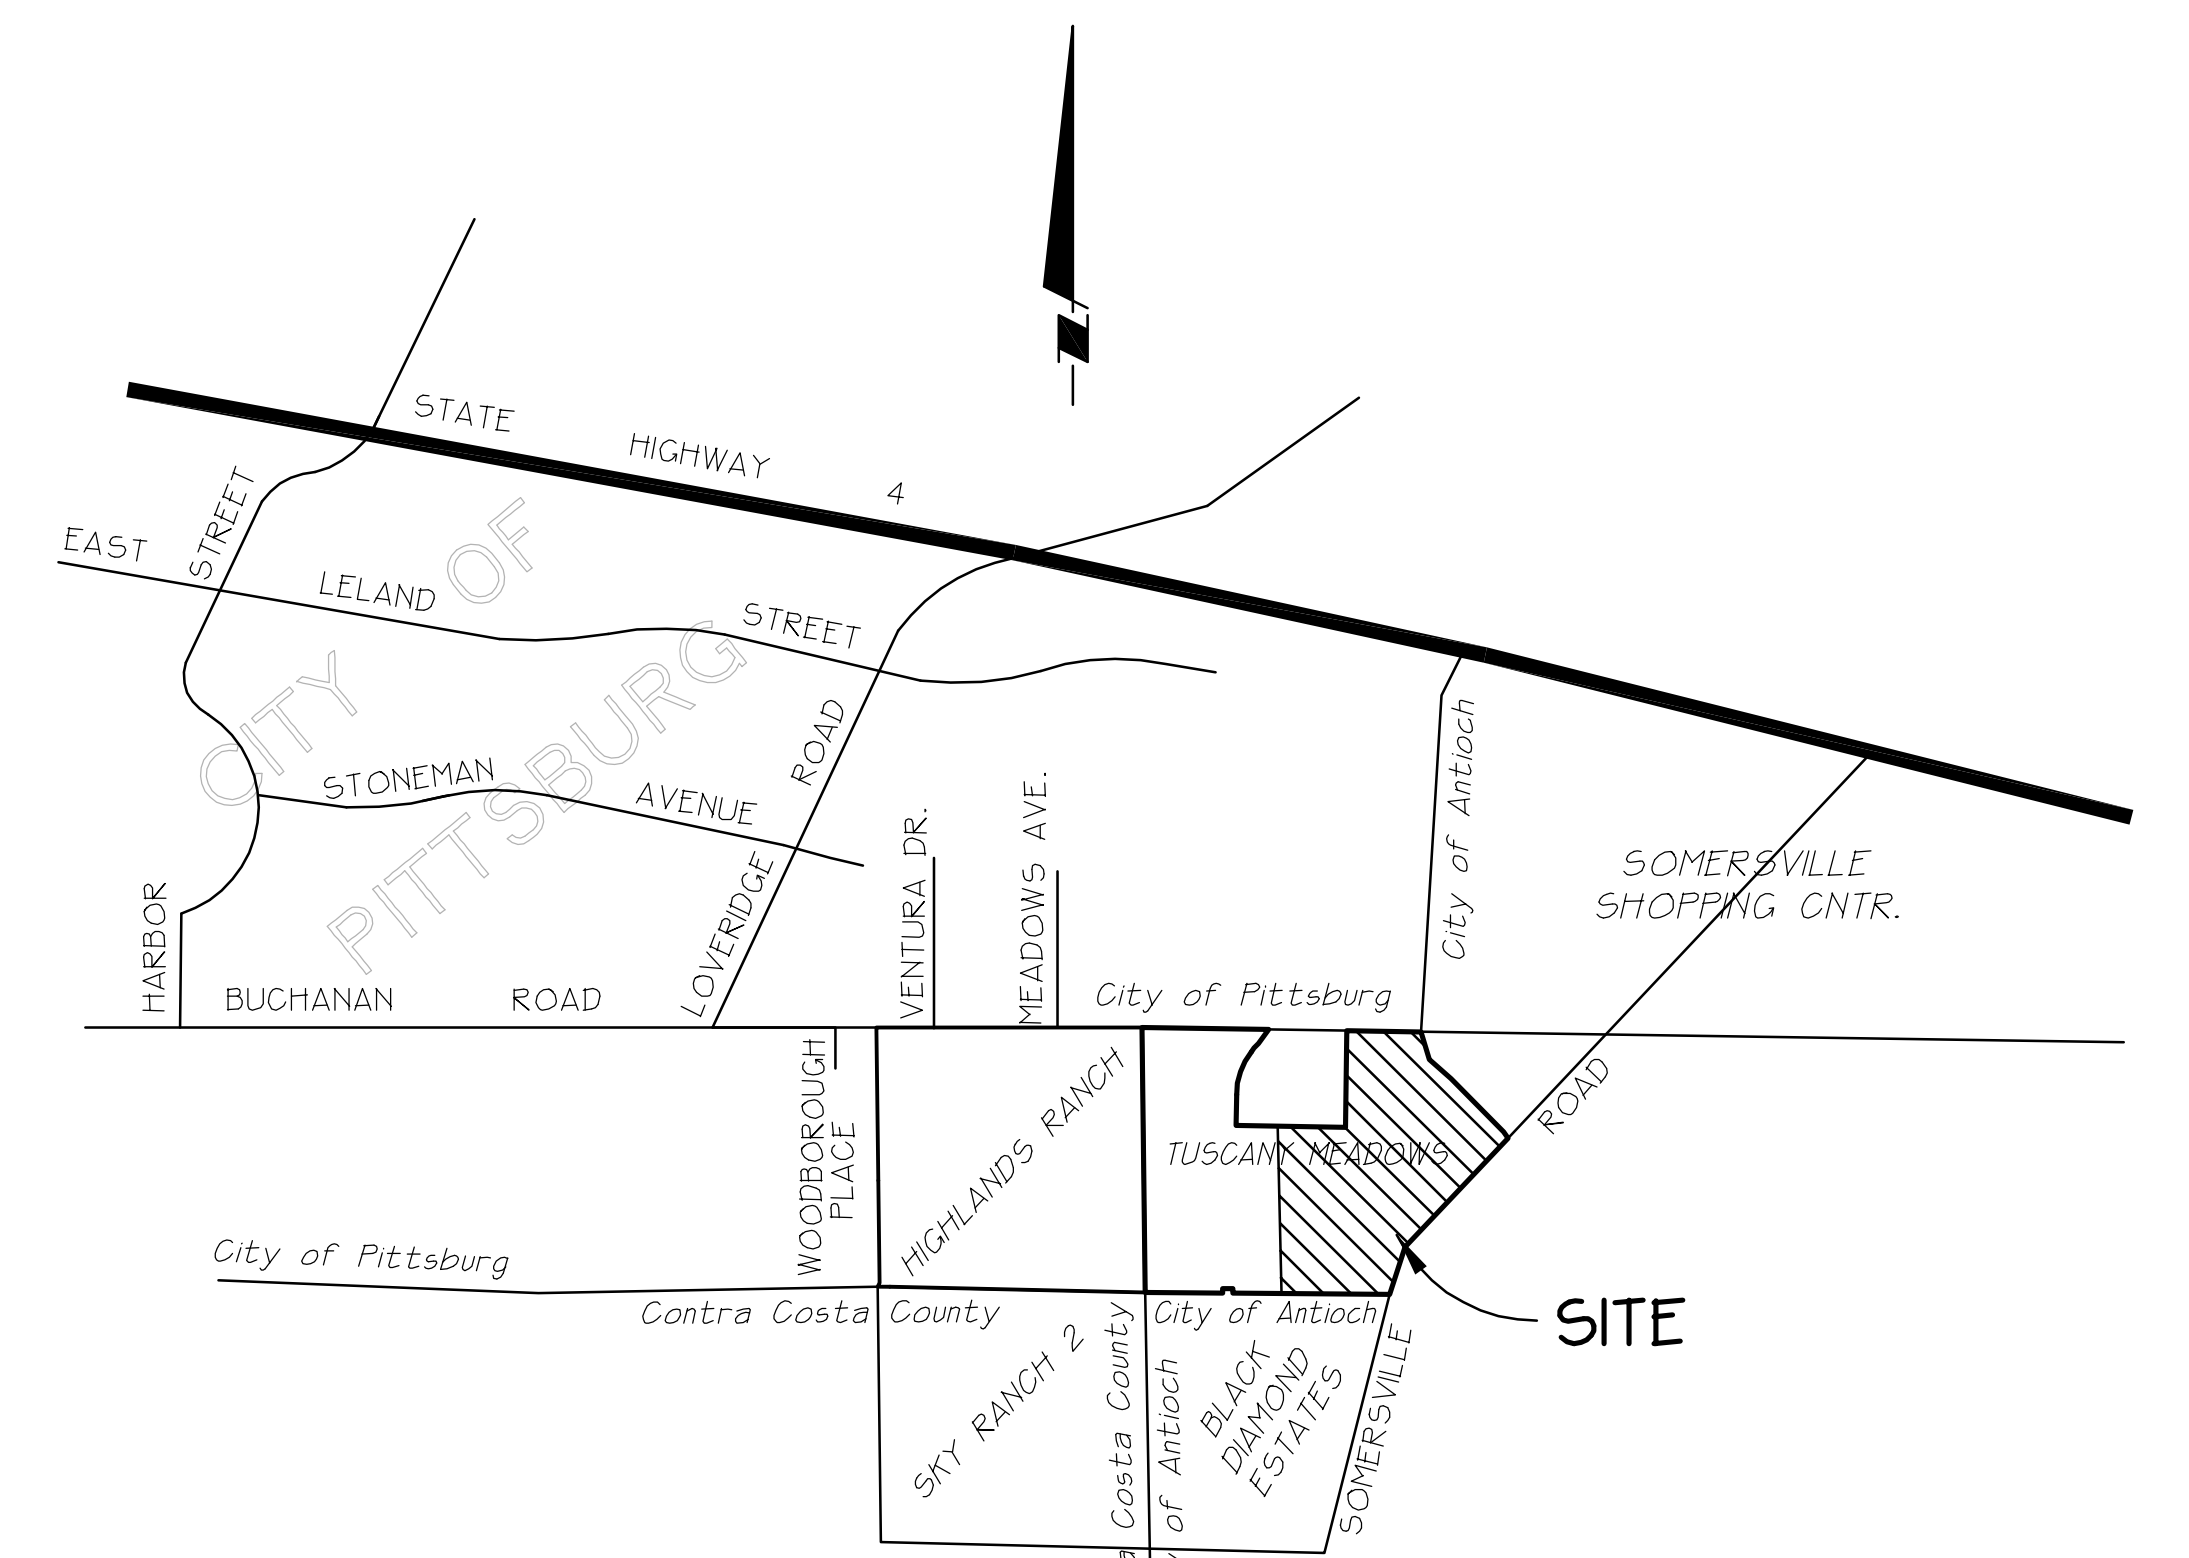 N
STATE HIGHWAY 4
HARBOR STREET
EAST LELAND STREET
CITY OF
PITTSBURG
STONEMAN AVENUE
LOVERIDGE ROAD
VENTURA DR.
MEADOWS AVE.
City of Antioch
SOMERSVILLE
SHOPPING CNTR.
BUCHANAN ROAD
City of Pittsburg
WOODBOROUGH
PLACE
HIGHLANDS RANCH
TUSCANY MEADOWS
SOMERSVILLE ROAD
City of Pittsburg
Contra Costa County
City of Antioch
SITE
SKY RANCH 2
Costa County
of Antioch
BLACK
DIAMOND
ESTATES